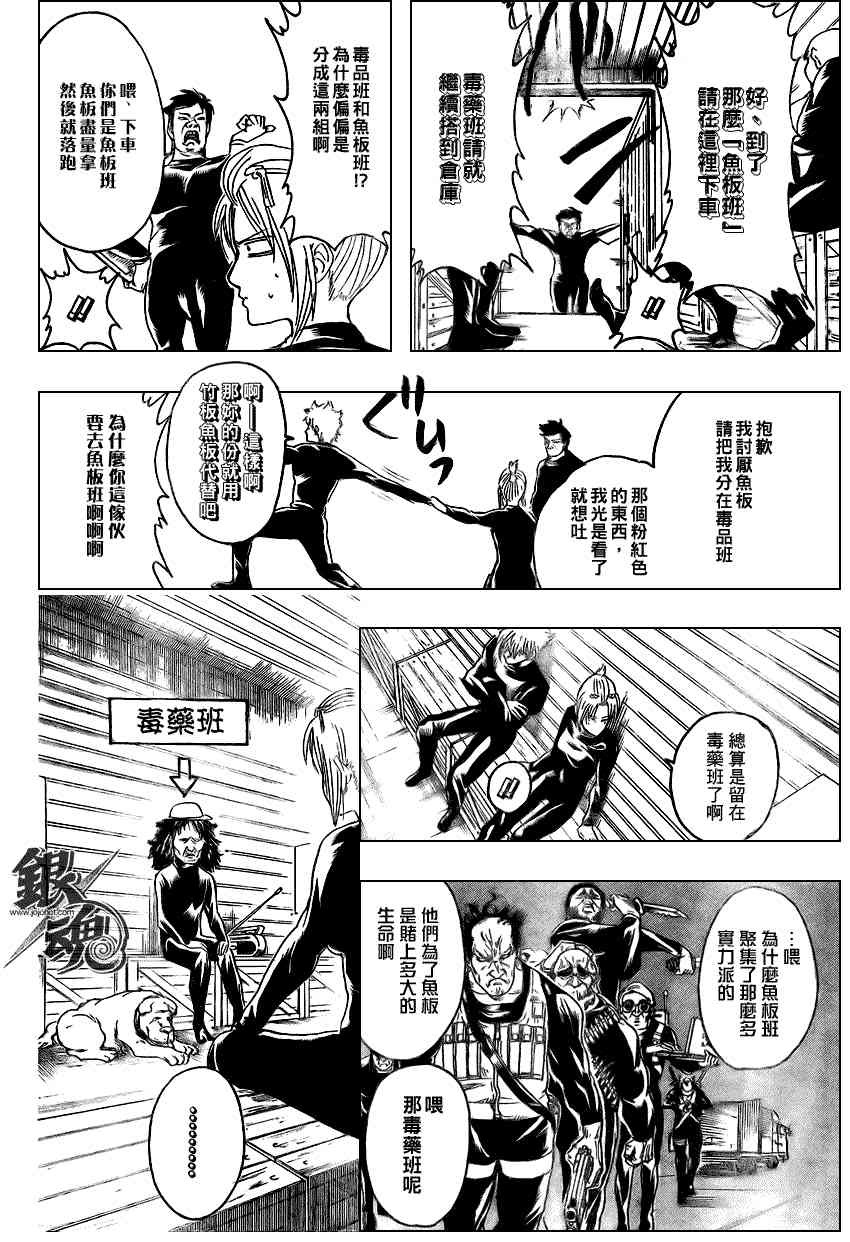 好、到了
那麼「魚板班」
請在這裡下車
!!
毒藥班請就
繼續搭到倉庫
毒品班和魚板班!?
為什麼偏偏是
分成這兩組啊
喂、下車
你們是魚板班
魚板盡量拿
然後就落跑
!!
抱歉
我討厭魚板
請把我分在毒品班
那個粉紅色
的東西，
我光是看了
就想吐
ぐいっ
啊—這樣啊
那妳的份就用
竹板魚板代替吧
為什麼你這傢伙
要去魚板班啊啊啊
總算是留在
毒藥班了啊
!!
…喂
為什麼魚板班
聚集了那麼多
實力派的
他們為了魚板
是賭上多大的
生命啊
喂
那毒藥班呢
毒藥班
………
銀魂
www.jojohot.com